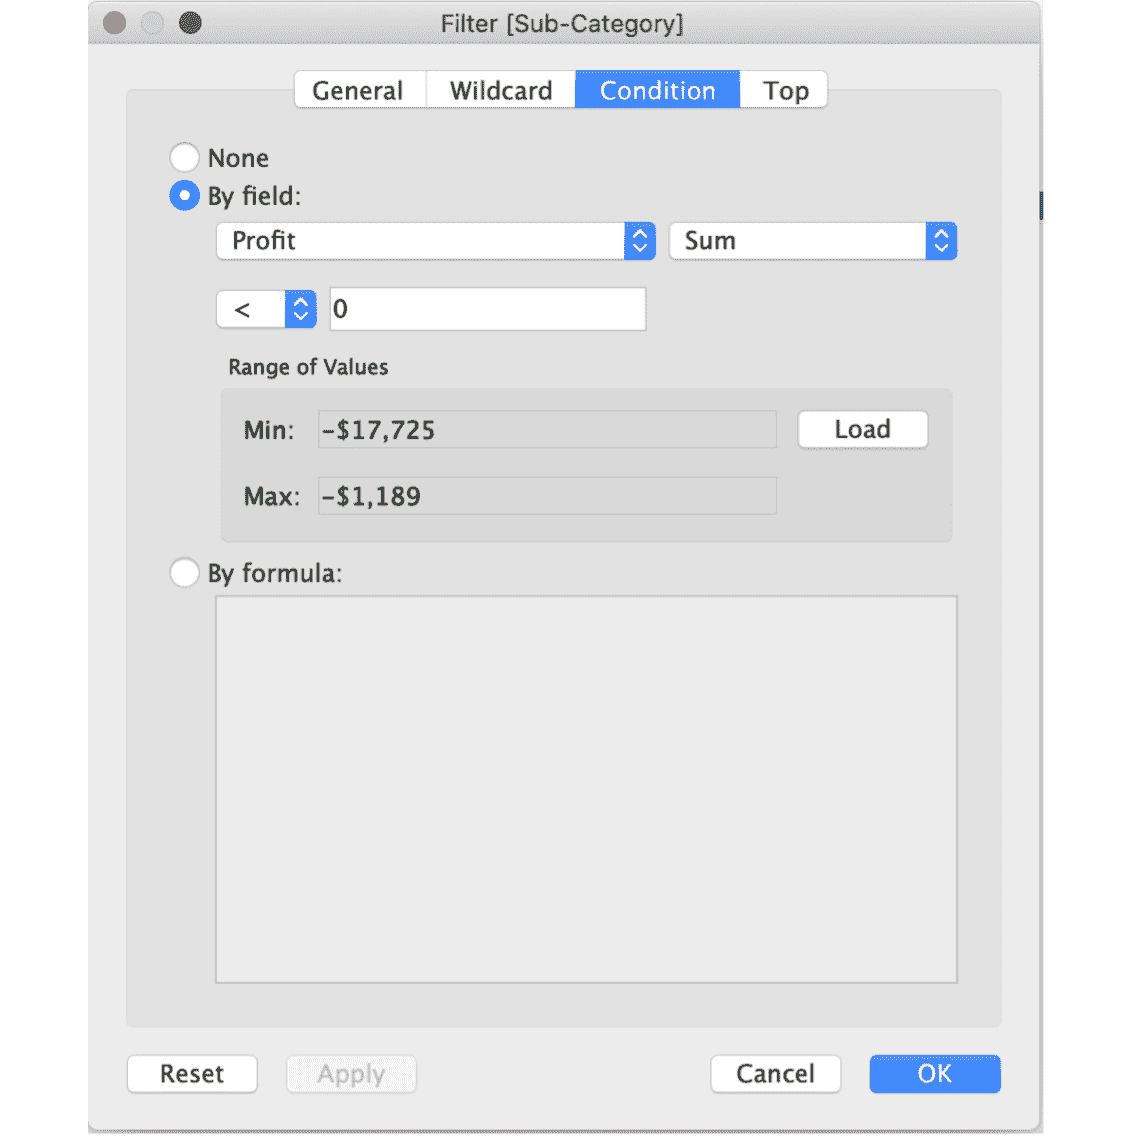 Filter [Sub-Category]
General Wildcard Condition Top
None
By field:
Profit Sum
< 0
Range of Values
Min: -$17,725 Load
Max: -$1,189
By formula:
Reset Apply Cancel OK